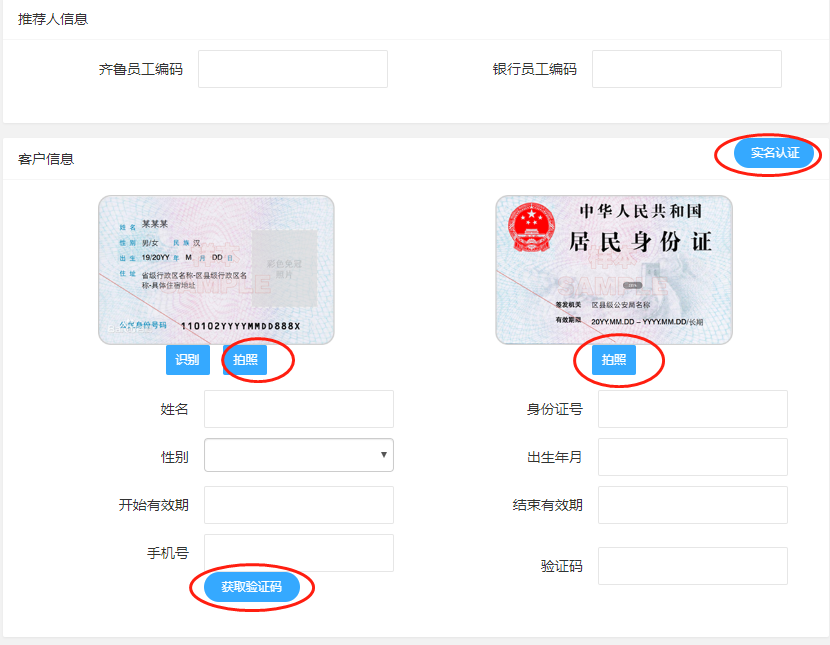 推荐人信息
齐鲁员工编码
银行员工编码
客户信息
实名认证
姓名 某某某
性别 男/女 民族 汉
出生 19/20YY 年 M 月 DD 日
住址 省级行政区名称-区县级行政区名
称-具体住宿地址
彩色免冠
照片
样本
SAMPLE
公民身份号码 110102YYYYMMDD888X
中华人民共和国
居民身份证
样本
SAMPLE
签发机关 区县级公安局名称
有效期限 20YY.MM.DD – YYYY.MM.DD/长期
识别
拍照
拍照
姓名
身份证号
性别
出生年月
开始有效期
结束有效期
手机号
验证码
获取验证码